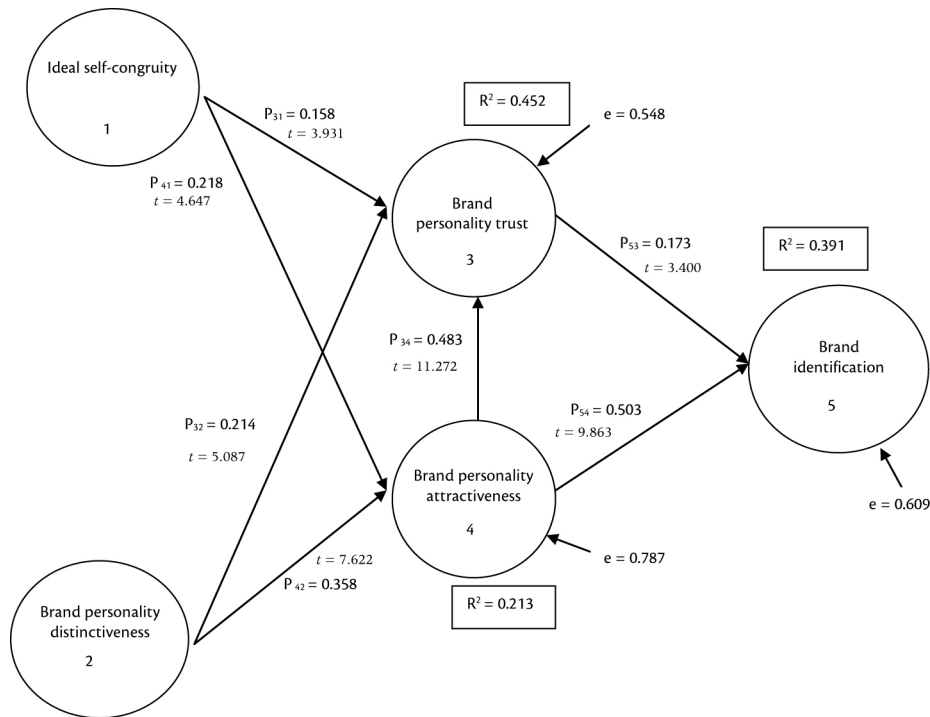 Ideal self-congruity
1
P₃₁ = 0.158
t = 3.931
R² = 0.452
e = 0.548
P ₄₁ = 0.218
t = 4.647
Brand
personality trust
3
P₅₃ = 0.173
t = 3.400
R² = 0.391
P ₃₄ = 0.483
t = 11.272
Brand
identification
5
P₃₂ = 0.214
t = 5.087
P₅₄ = 0.503
t = 9.863
Brand personality
attractiveness
4
e = 0.609
t = 7.622
P ₄₂ = 0.358
e = 0.787
R² = 0.213
Brand personality
distinctiveness
2